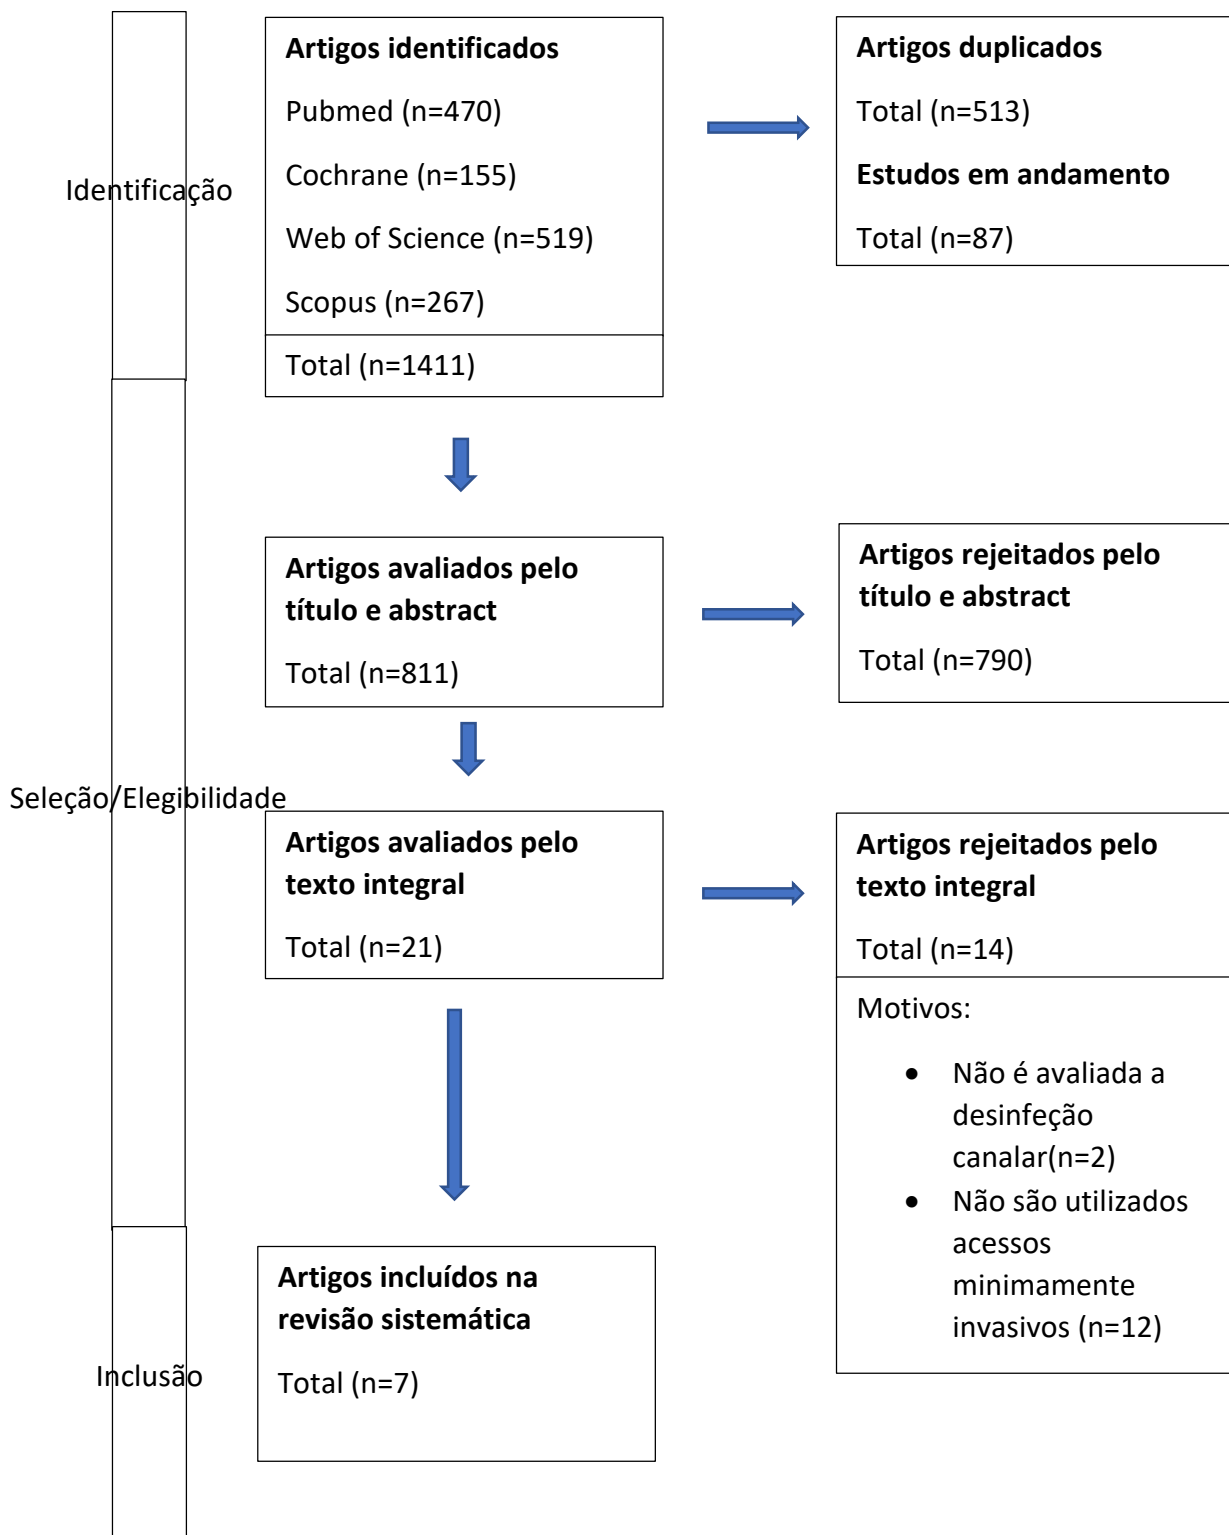 Identificação
Artigos identificados
Pubmed (n=470)
Cochrane (n=155)
Web of Science (n=519)
Scopus (n=267)
Total (n=1411)
Artigos duplicados
Total (n=513)
Estudos em andamento
Total (n=87)
Seleção/Elegibilidade
Artigos avaliados pelo
título e abstract
Total (n=811)
Artigos rejeitados pelo
título e abstract
Total (n=790)
Artigos avaliados pelo
texto integral
Total (n=21)
Artigos rejeitados pelo
texto integral
Total (n=14)
Motivos:
• Não é avaliada a
desinfeção
canalar(n=2)
• Não são utilizados
acessos
minimamente
invasivos (n=12)
Inclusão
Artigos incluídos na
revisão sistemática
Total (n=7)